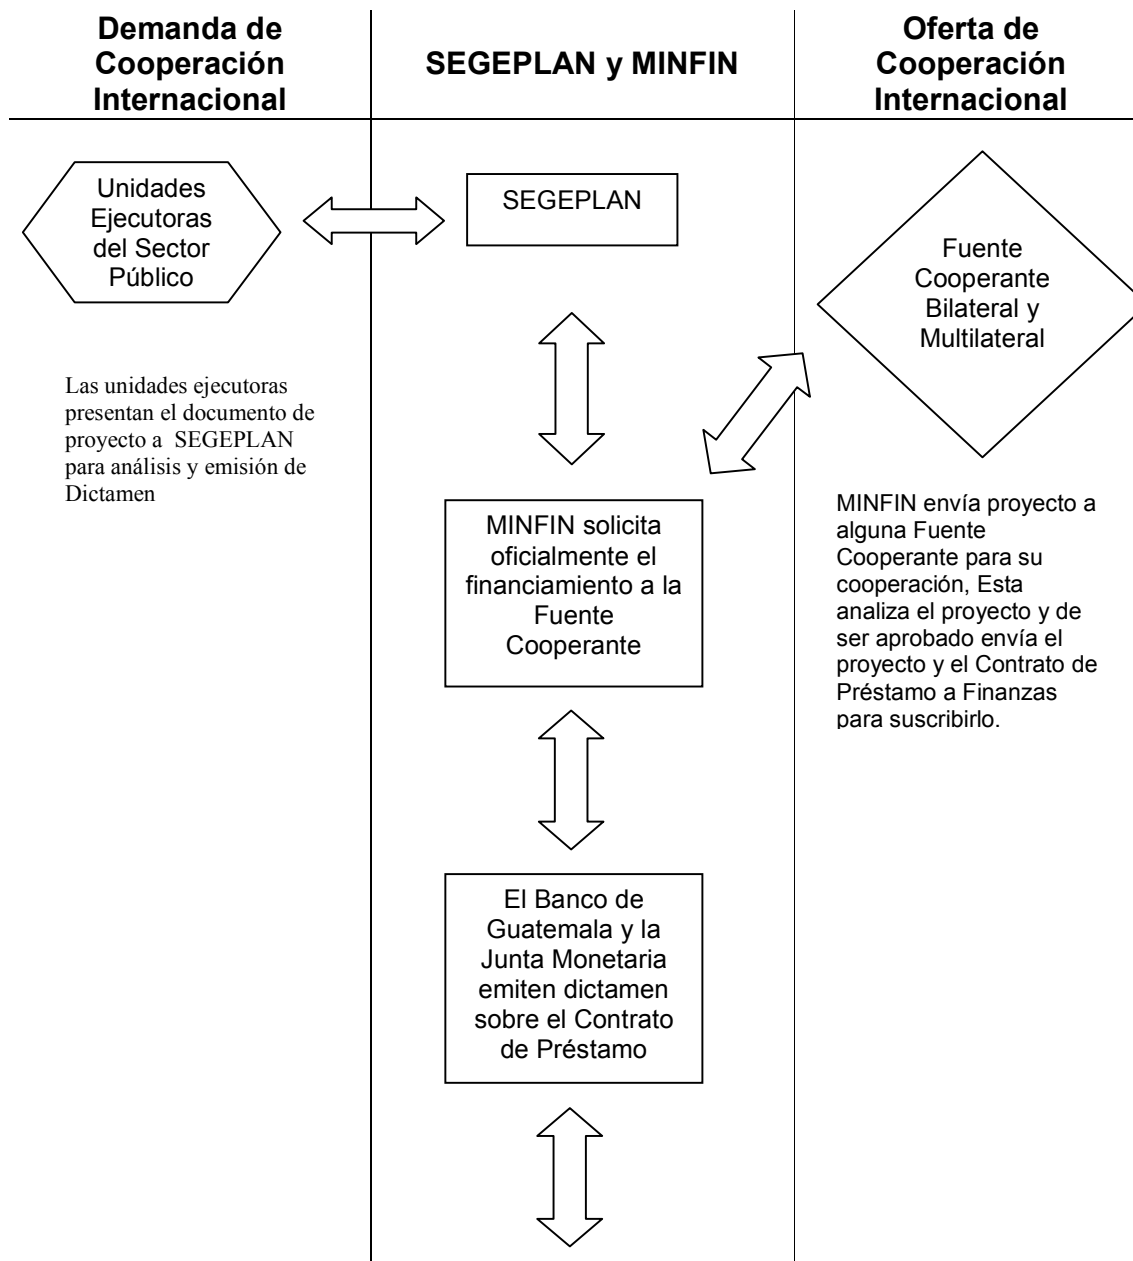 Demanda de
Cooperación
Internacional
SEGEPLAN y MINFIN
Oferta de
Cooperación
Internacional
Unidades
Ejecutoras
del Sector
Público
SEGEPLAN
Fuente
Cooperante
Bilateral y
Multilateral
Las unidades ejecutoras
presentan el documento de
proyecto a SEGEPLAN
para análisis y emisión de
Dictamen
MINFIN solicita
oficialmente el
financiamiento a la
Fuente
Cooperante
MINFIN envía proyecto a
alguna Fuente
Cooperante para su
cooperación, Esta
analiza el proyecto y de
ser aprobado envía el
proyecto y el Contrato de
Préstamo a Finanzas
para suscribirlo.
El Banco de
Guatemala y la
Junta Monetaria
emiten dictamen
sobre el Contrato
de Préstamo